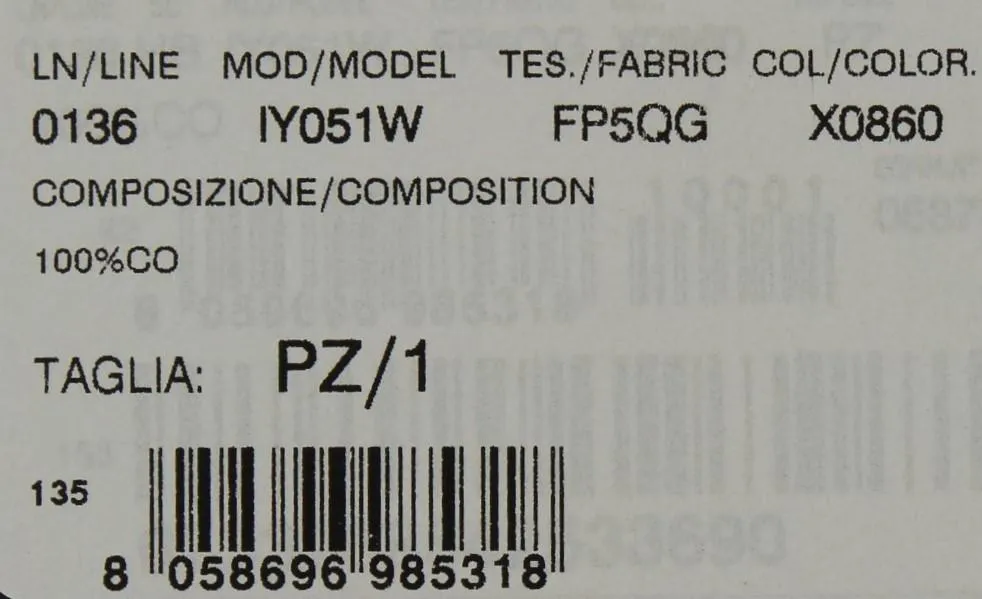 LN/LINE MOD/MODEL TES./FABRIC COL/COLOR.
0136 IY051W FP5QG X0860
COMPOSIZIONE/COMPOSITION
100%CO
TAGLIA: PZ/1
135
8 058696 985318